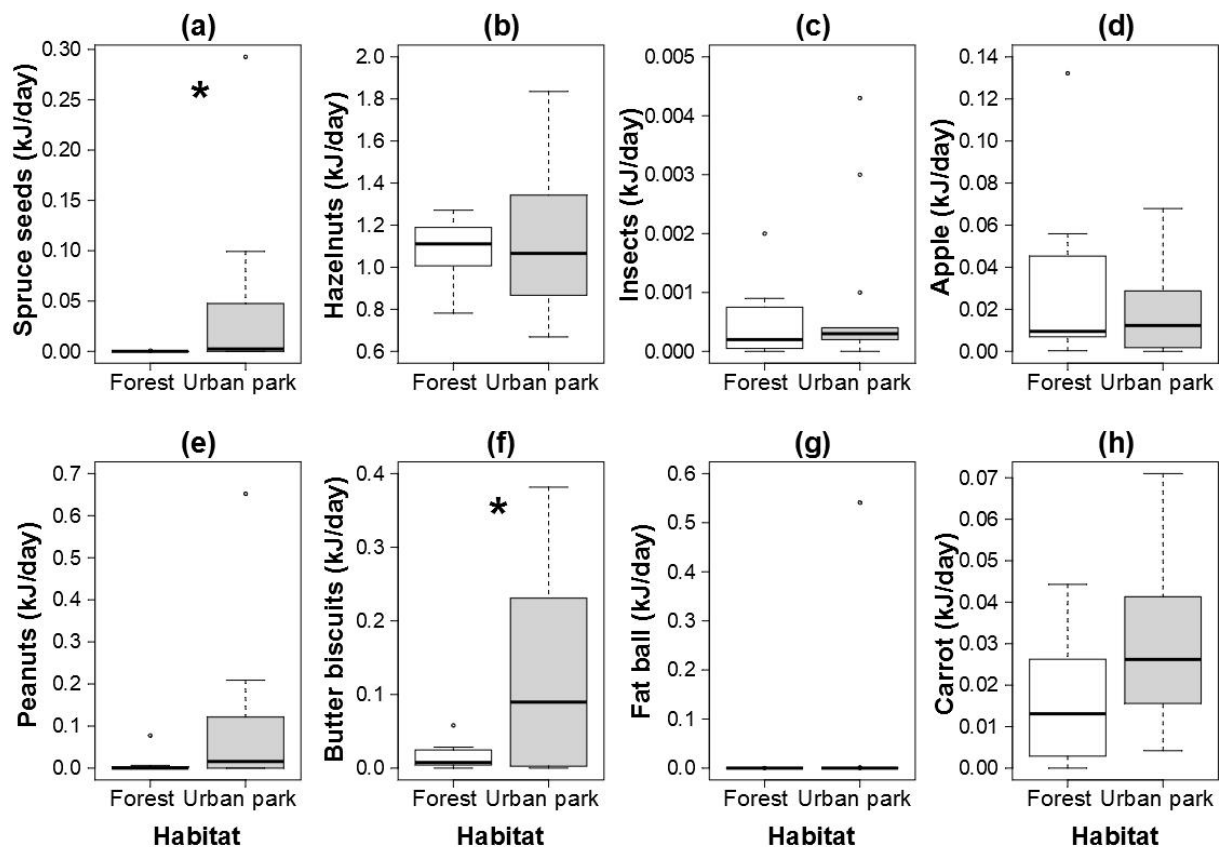 (a)
Spruce seeds (kJ/day)
0.30
0.25
0.20
0.15
0.10
0.05
0.00
*
Forest Urban park
(b)
Hazelnuts (kJ/day)
2.0
1.8
1.6
1.4
1.2
1.0
0.8
0.6
Forest Urban park
(c)
Insects (kJ/day)
0.005
0.004
0.003
0.002
0.001
0.000
Forest Urban park
(d)
Apple (kJ/day)
0.14
0.12
0.10
0.08
0.06
0.04
0.02
0.00
Forest Urban park
(e)
Peanuts (kJ/day)
0.7
0.6
0.5
0.4
0.3
0.2
0.1
0.0
Forest Urban park
Habitat
(f)
Butter biscuits (kJ/day)
0.4
0.3
0.2
0.1
0.0
*
Forest Urban park
Habitat
(g)
Fat ball (kJ/day)
0.6
0.5
0.4
0.3
0.2
0.1
0.0
Forest Urban park
Habitat
(h)
Carrot (kJ/day)
0.07
0.06
0.05
0.04
0.03
0.02
0.01
0.00
Forest Urban park
Habitat